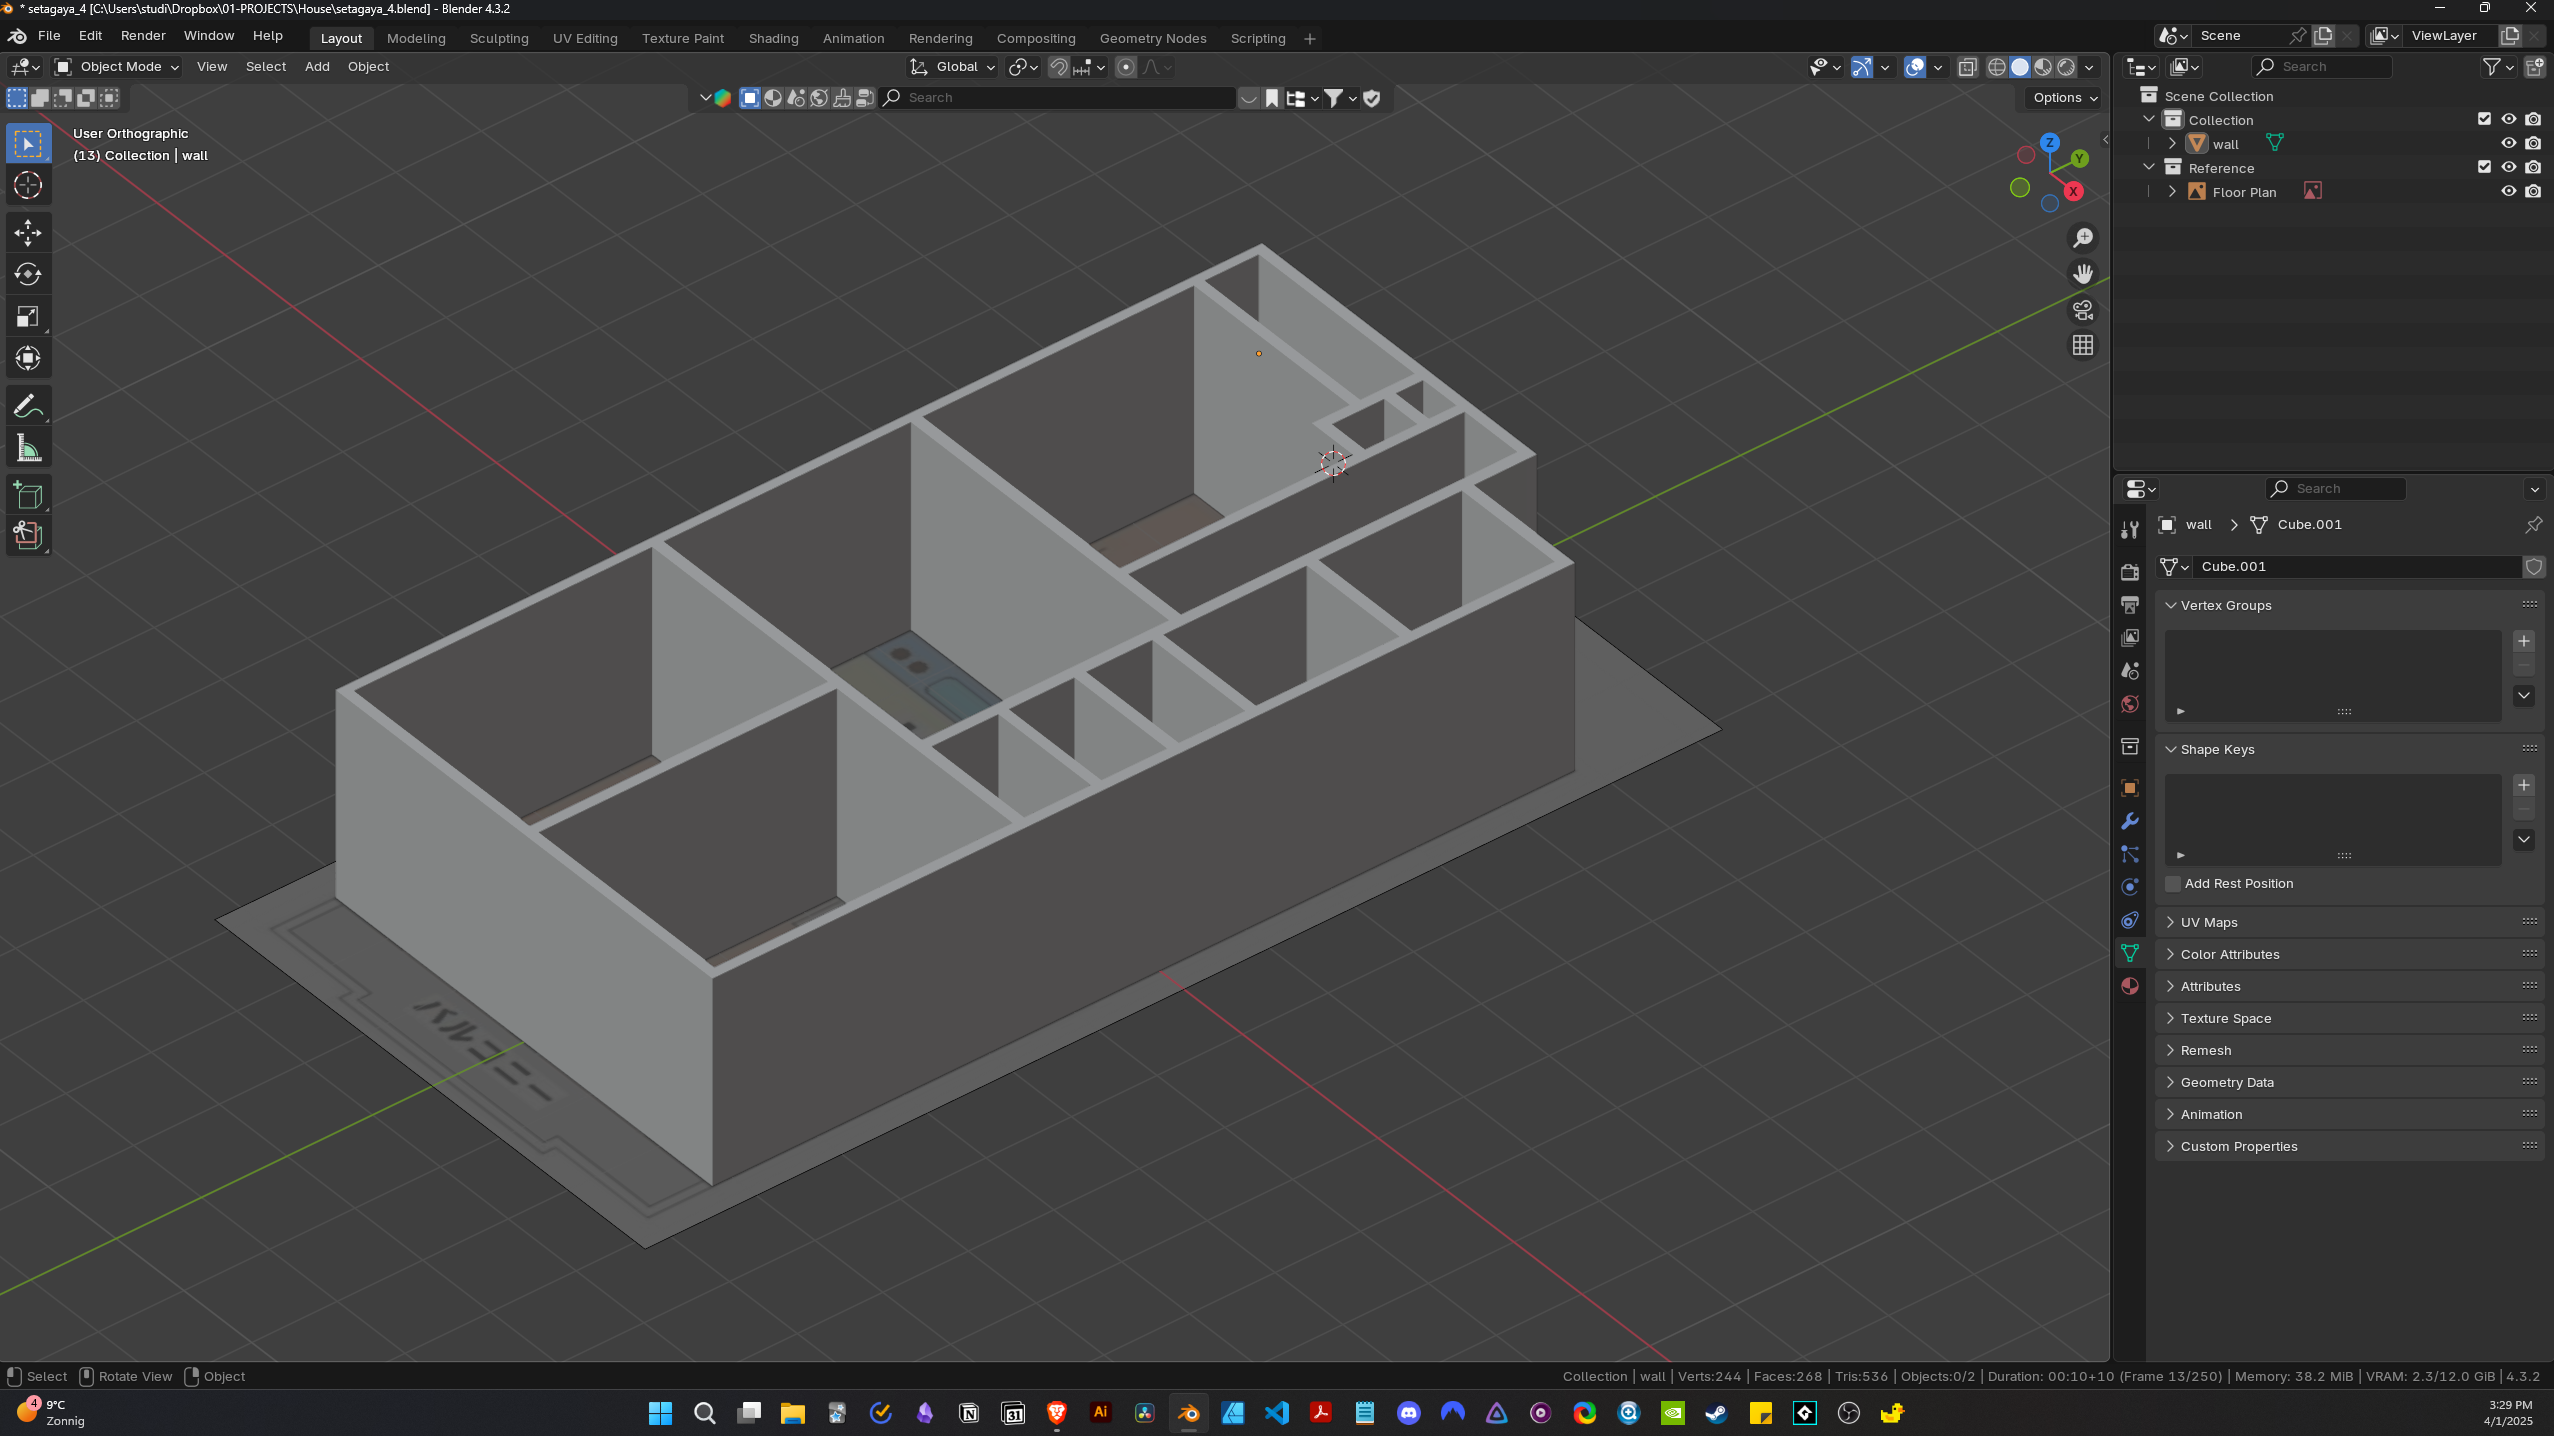 * setagaya_4 [C:\Users\studi\Dropbox\01-PROJECTS\House\setagaya_4.blend] - Blender 4.3.2
File Edit Render Window Help
Layout Modeling Sculpting UV Editing Texture Paint Shading Animation Rendering Compositing Geometry Nodes Scripting
Scene
ViewLayer
Object Mode View Select Add Object
Global
Search
Search
Options
User Orthographic
(13) Collection | wall
Z
Y
X
Scene Collection
Collection
wall
Reference
Floor Plan
Search
wall > Cube.001
Cube.001
Vertex Groups
Shape Keys
Add Rest Position
UV Maps
Color Attributes
Attributes
Texture Space
Remesh
Geometry Data
Animation
Custom Properties
バルコニー
Select Rotate View Object
Collection | wall | Verts:244 | Faces:268 | Tris:536 | Objects:0/2 | Duration: 00:10+10 (Frame 13/250) | Memory: 38.2 MiB | VRAM: 2.3/12.0 GiB | 4.3.2
4
9°C
Zonnig
31
Ai
3:29 PM
4/1/2025